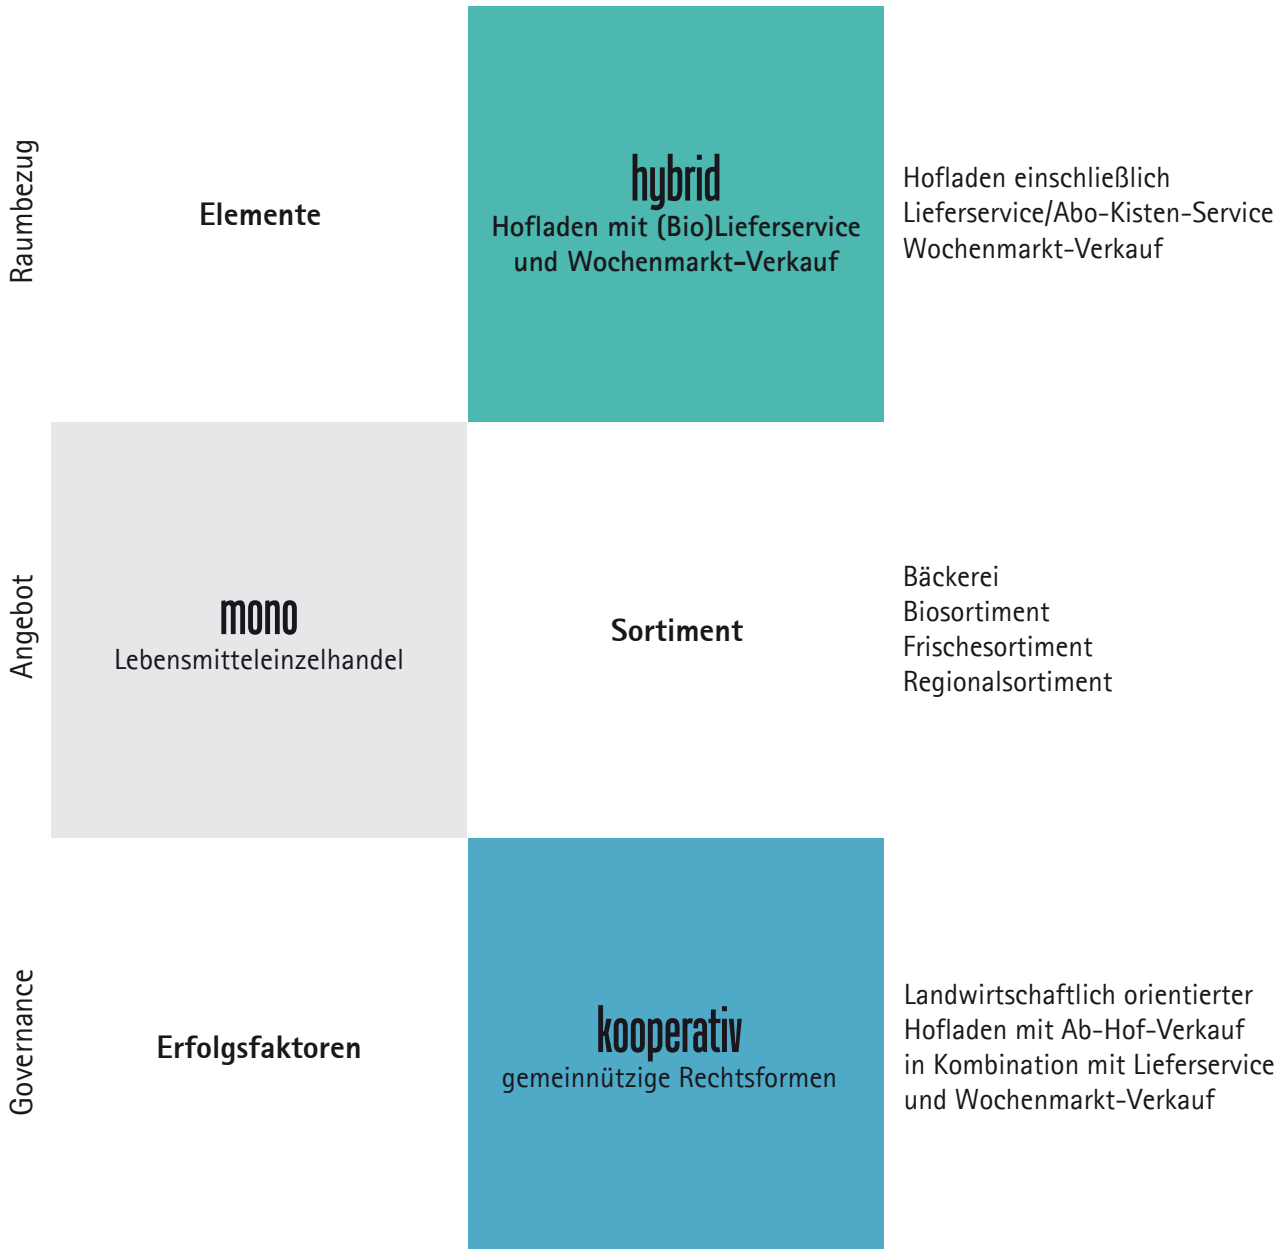 Raumbezug
Elemente
hybrid
Hofladen mit (Bio)Lieferservice
und Wochenmarkt-Verkauf
Hofladen einschließlich
Lieferservice/Abo-Kisten-Service
Wochenmarkt-Verkauf
Angebot
mono
Lebensmitteleinzelhandel
Sortiment
Bäckerei
Biosortiment
Frischesortiment
Regionalsortiment
Governance
Erfolgsfaktoren
kooperativ
gemeinnützige Rechtsformen
Landwirtschaftlich orientierter
Hofladen mit Ab-Hof-Verkauf
in Kombination mit Lieferservice
und Wochenmarkt-Verkauf